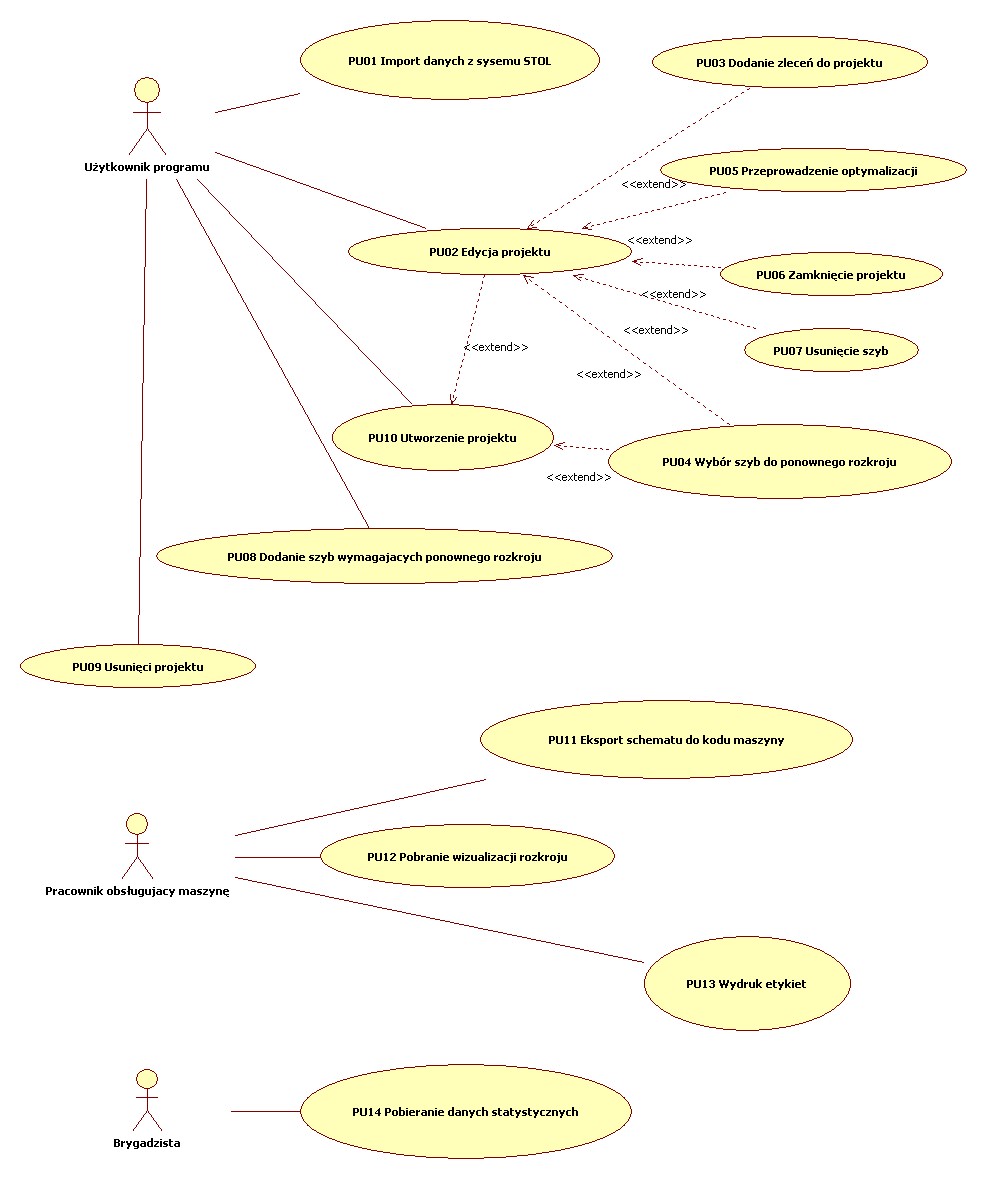 PU01 Import danych z sysemu STOL
PU03 Dodanie zleceń do projektu
Użytkownik programu
PU05 Przeprowadzenie optymalizacji
<<extend>>
<<extend>>
PU02 Edycja projektu
PU06 Zamknięcie projektu
<<extend>>
<<extend>>
<<extend>>
PU07 Usunięcie szyb
<<extend>>
PU10 Utworzenie projektu
PU04 Wybór szyb do ponownego rozkroju
<<extend>>
PU08 Dodanie szyb wymagajacych ponownego rozkroju
PU09 Usunięci projektu
PU11 Eksport schematu do kodu maszyny
PU12 Pobranie wizualizacji rozkroju
Pracownik obsługujacy maszynę
PU13 Wydruk etykiet
PU14 Pobieranie danych statystycznych
Brygadzista